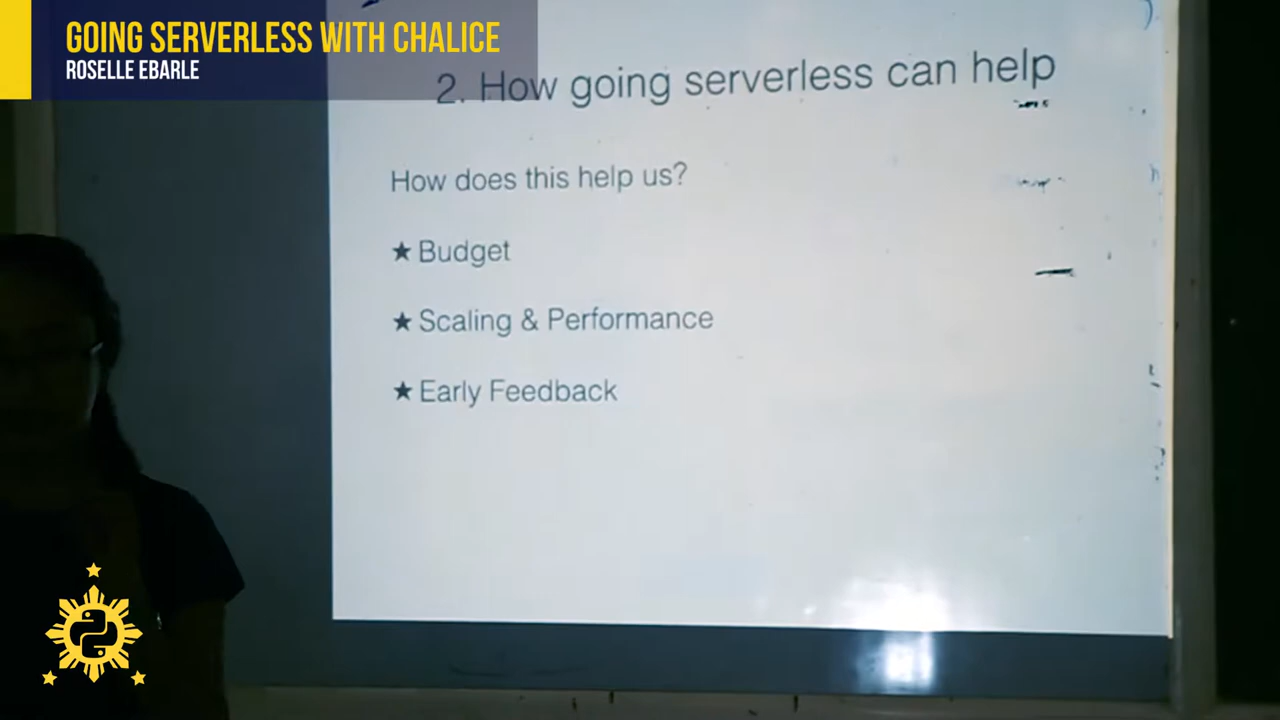 GOING SERVERLESS WITH CHALICE
ROSELLE EBARLE
2. How going serverless can help
How does this help us?
★ Budget
★ Scaling & Performance
★ Early Feedback